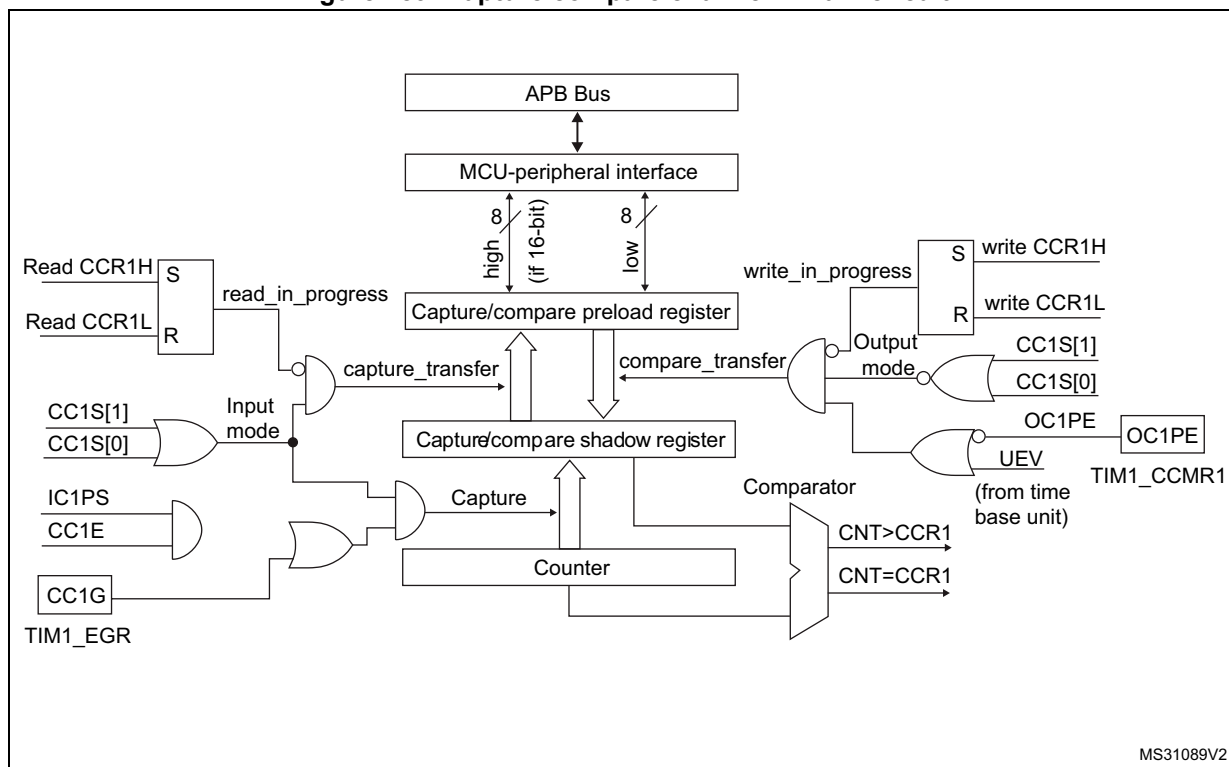 APB Bus
MCU-peripheral interface
8
high
(if 16-bit)
8
low
Read CCR1H
S
read_in_progress
Read CCR1L
R
write_in_progress
S
write CCR1H
R
write CCR1L
Capture/compare preload register
capture_transfer
compare_transfer
Output
mode
CC1S[1]
CC1S[0]
CC1S[1]
CC1S[0]
Input
mode
Capture/compare shadow register
OC1PE
OC1PE
UEV
TIM1_CCMR1
(from time
base unit)
IC1PS
CC1E
Capture
Comparator
CNT>CCR1
CNT=CCR1
Counter
CC1G
TIM1_EGR
MS31089V2